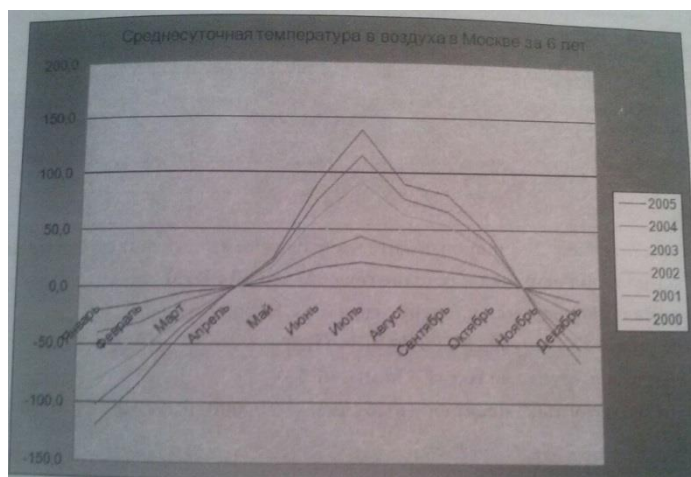 Среднесуточная температура в воздуха в Москве за 6 лет
200,0
150,0
100,0
50,0
0,0
-50,0
-100,0
-150,0
Январь
Февраль
Март
Апрель
Май
Июнь
Июль
Август
Сентябрь
Октябрь
Ноябрь
Декабрь
2005
2004
2003
2002
2001
2000